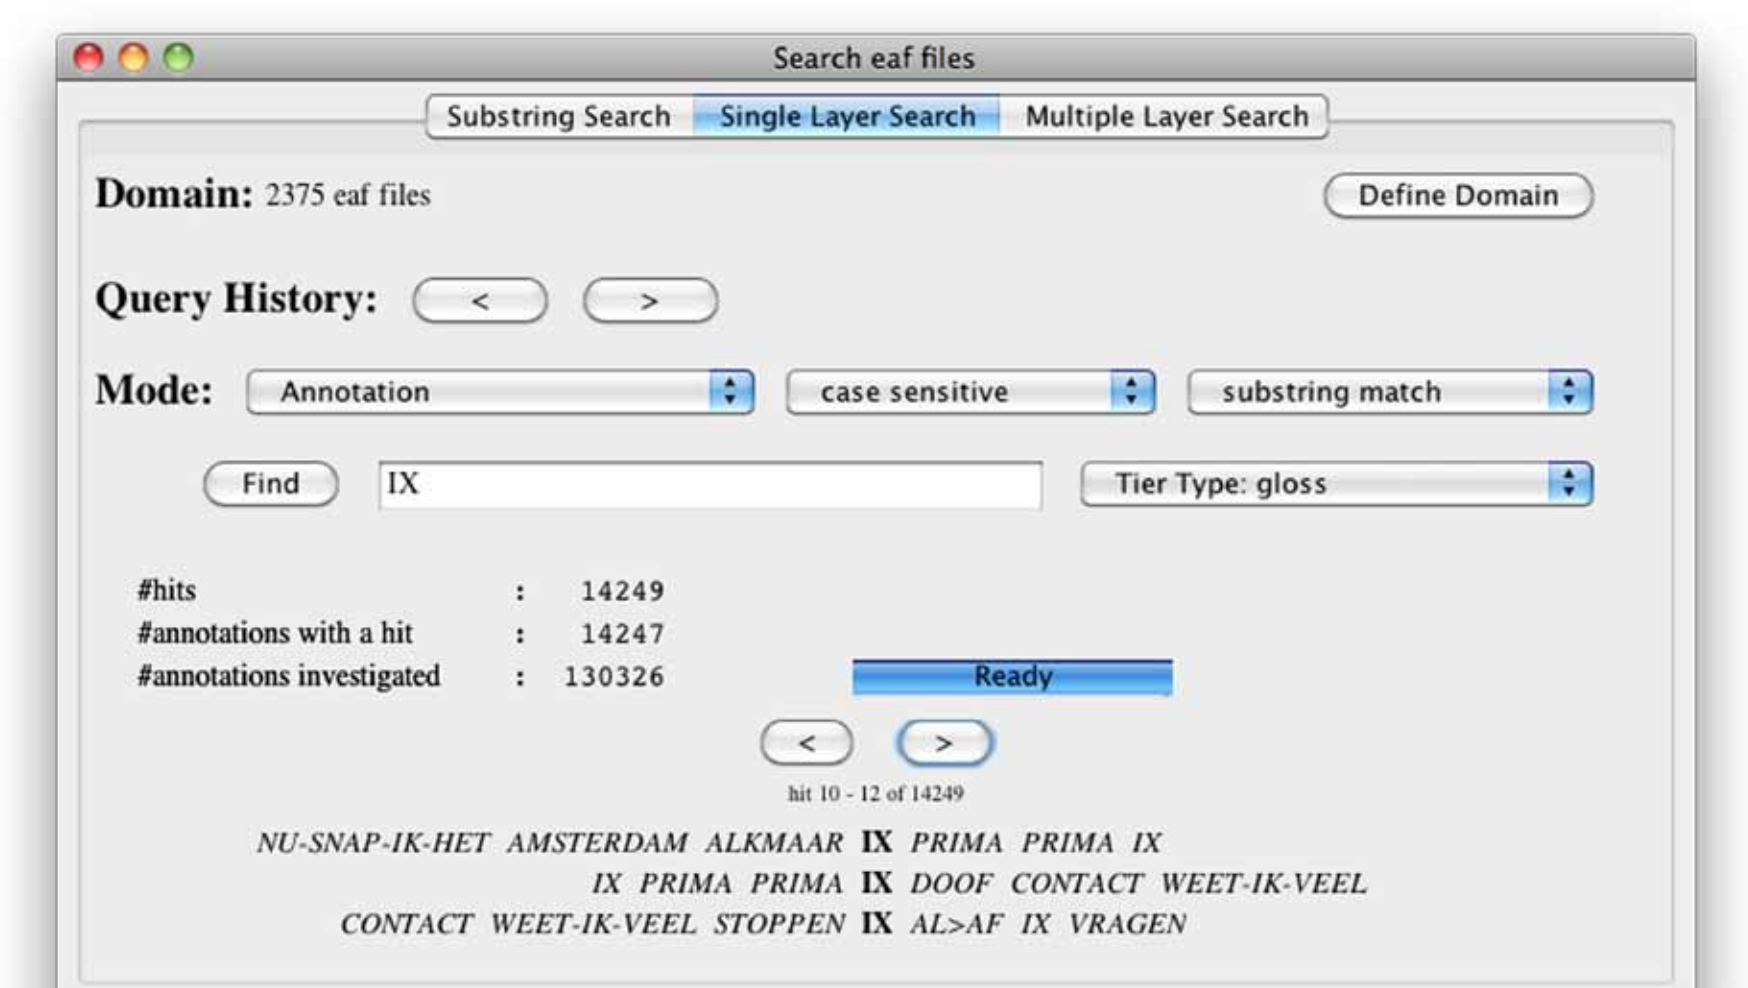 Search eaf files
Substring Search Single Layer Search Multiple Layer Search
Domain: 2375 eaf files Define Domain
Query History: < >
Mode: Annotation case sensitive substring match
Find IX Tier Type: gloss
#hits : 14249
#annotations with a hit : 14247
#annotations investigated : 130326 Ready
< >
hit 10 - 12 of 14249
NU-SNAP-IK-HET AMSTERDAM ALKMAAR IX PRIMA PRIMA IX
IX PRIMA PRIMA IX DOOF CONTACT WEET-IK-VEEL
CONTACT WEET-IK-VEEL STOPPEN IX AL>AF IX VRAGEN